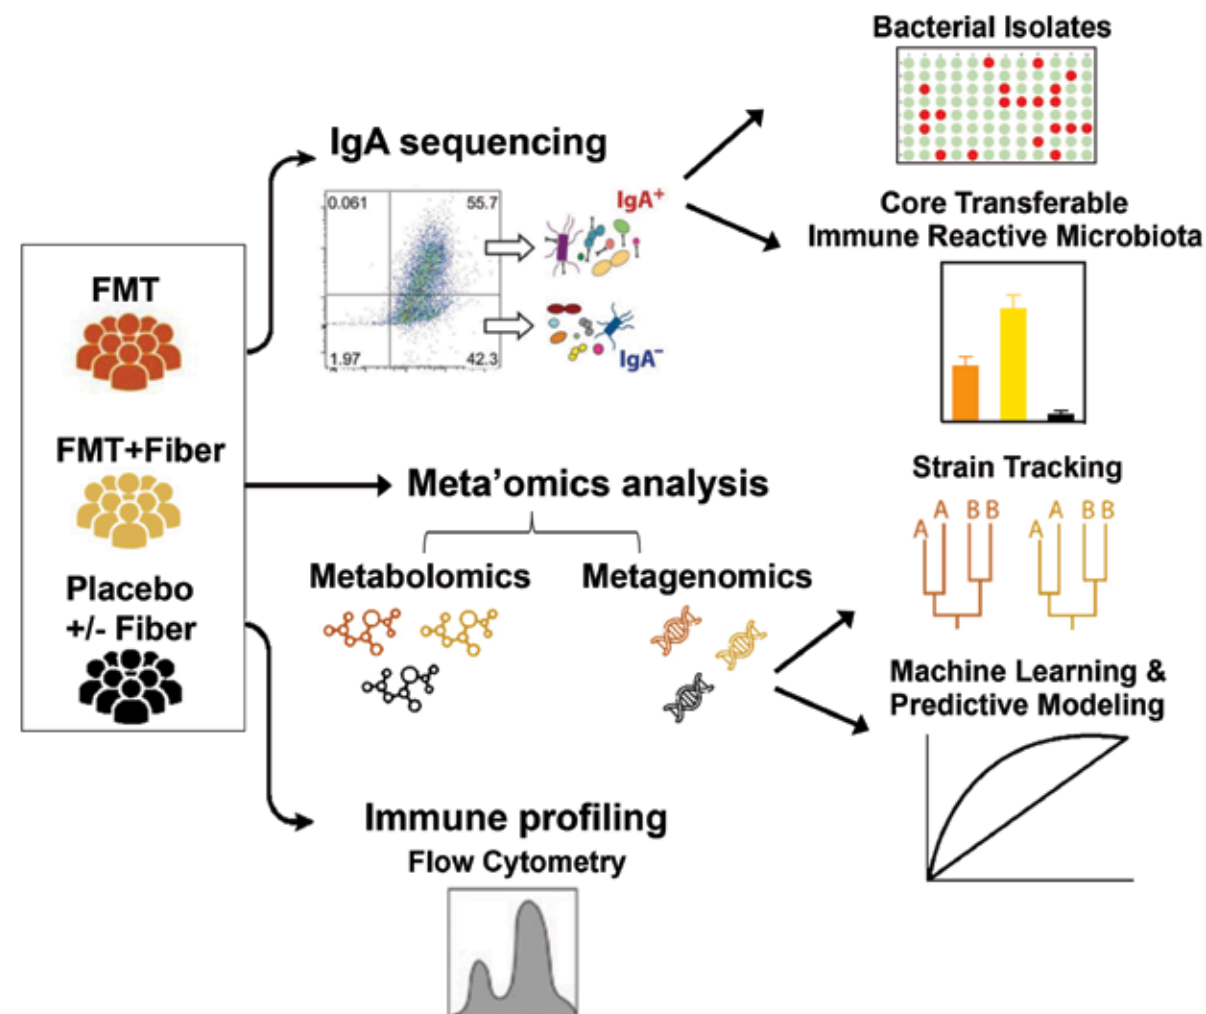 FMT
FMT+Fiber
Placebo
+/- Fiber
IgA sequencing
0.061
55.7
1.97
42.3
IgA+
IgA−
Meta’omics analysis
Metabolomics
Metagenomics
Immune profiling
Flow Cytometry
Bacterial Isolates
Core Transferable
Immune Reactive Microbiota
Strain Tracking
A A B B
A A B B
Machine Learning &
Predictive Modeling